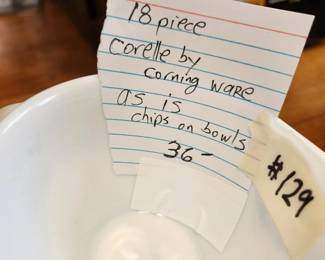 18 piece
Corelle by
corning ware
as is
chips on bowls
36-
#129